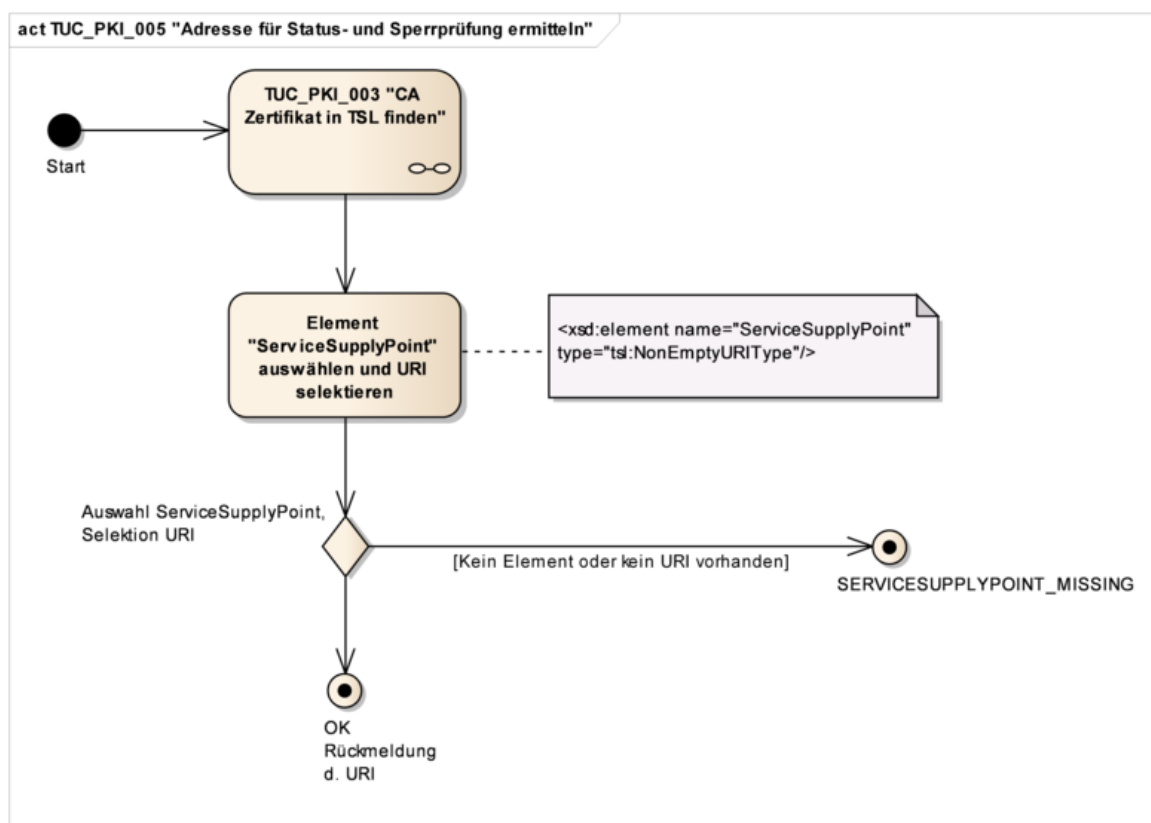 act TUC_PKI_005 "Adresse für Status- und Sperrprüfung ermitteln"
TUC_PKI_003 "CA
Zertifikat in TSL finden"
Start
Element
"ServiceSupplyPoint"
auswählen und URI
selektieren
<xsd:element name="ServiceSupplyPoint"
type="tsl:NonEmptyURIType"/>
Auswahl ServiceSupplyPoint,
Selektion URI
[Kein Element oder kein URI vorhanden]
SERVICESUPPLYPOINT_MISSING
OK
Rückmeldung
d. URI